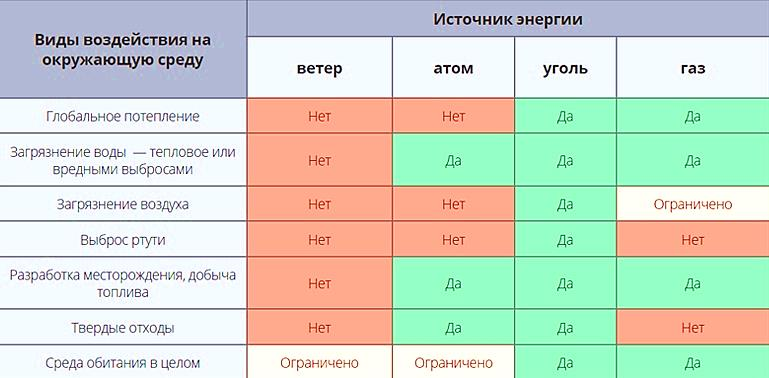 Виды воздействия на
окружающую среду
Источник энергии
ветер атом уголь газ
Глобальное потепление Нет Нет Да Да
Загрязнение воды — тепловое или
вредными выбросами Нет Да Да Да
Загрязнение воздуха Нет Нет Да Ограничено
Выброс ртути Нет Нет Да Нет
Разработка месторождения, добыча
топлива Нет Да Да Да
Твердые отходы Нет Да Да Нет
Среда обитания в целом Ограничено Ограничено Да Да